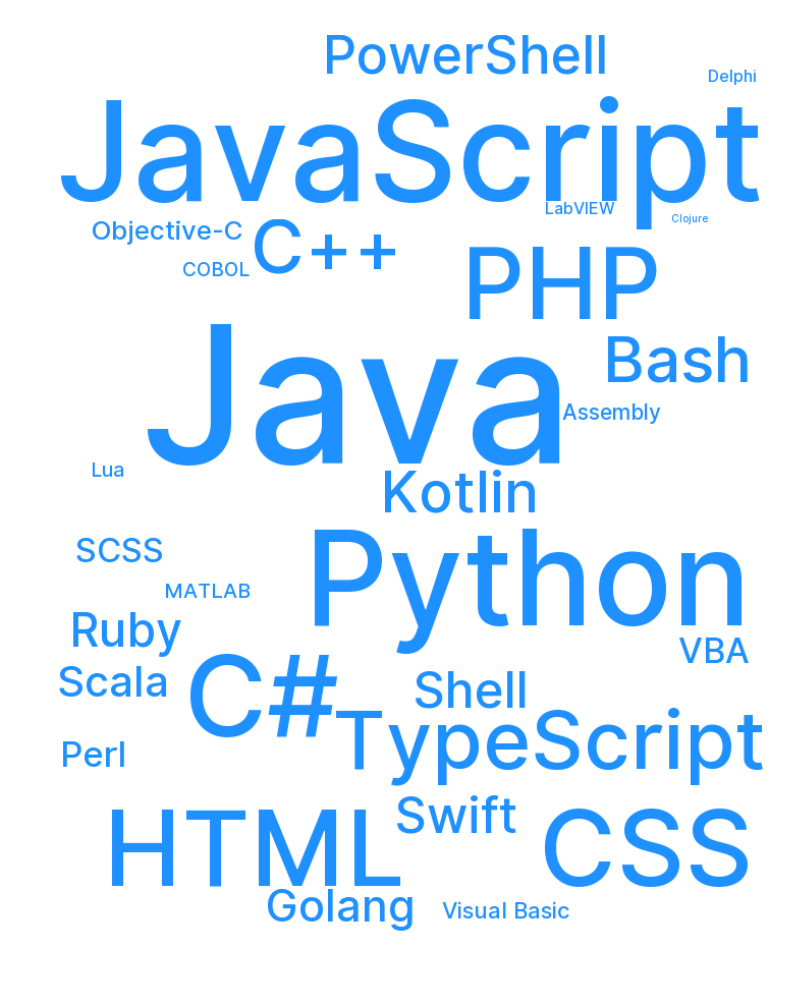 PowerShell
Delphi
JavaScript
LabVIEW
Clojure
Objective-C
C++
COBOL
PHP
Java
Bash
Assembly
Lua
Kotlin
SCSS
Python
MATLAB
Ruby
VBA
Scala
C#
Shell
TypeScript
Perl
Swift
HTML
CSS
Golang
Visual Basic